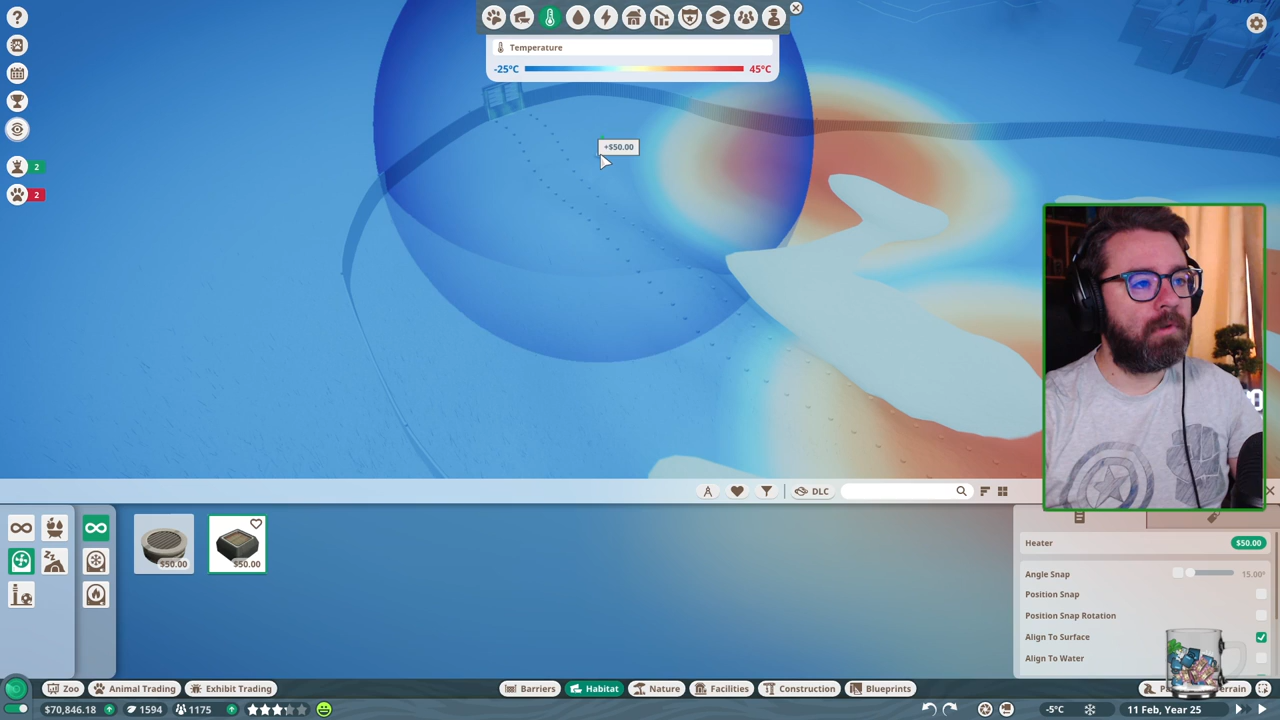 Temperature
-25°C
45°C
+$50.00
2
2
DLC
$50.00
$50.00
Heater
$50.00
Angle Snap
15.00°
Position Snap
Position Snap Rotation
Align To Surface
Align To Water
Zoo
Animal Trading
Exhibit Trading
Barriers
Habitat
Nature
Facilities
Construction
Blueprints
$70,846.18
1594
1175
-5°C
11 Feb, Year 25